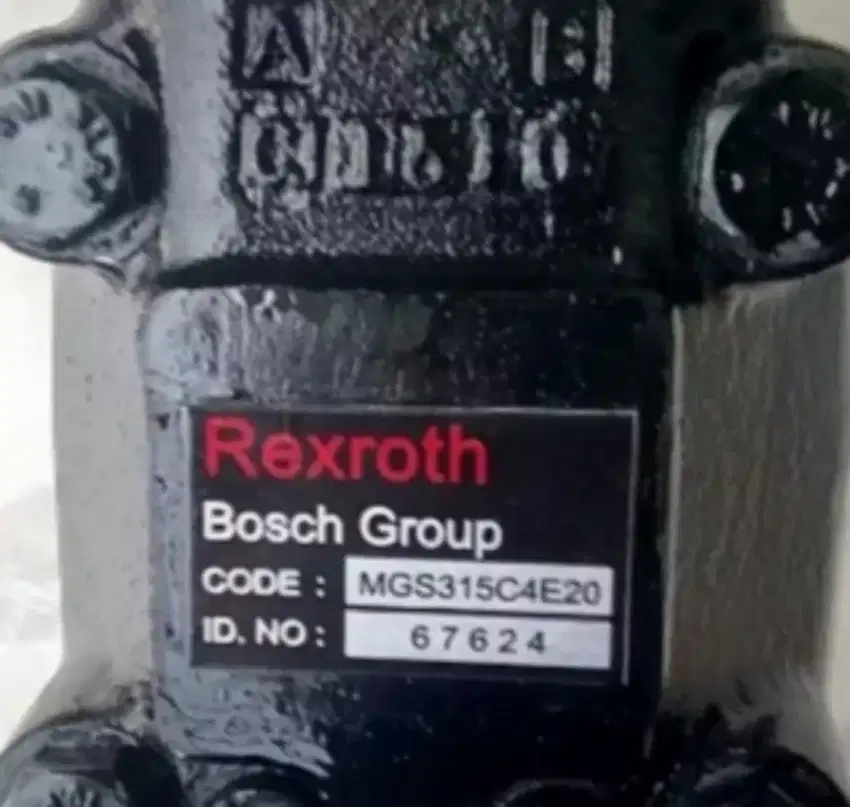 A B
Rexroth
Bosch Group
CODE : MGS315C4E20
ID. NO : 67624